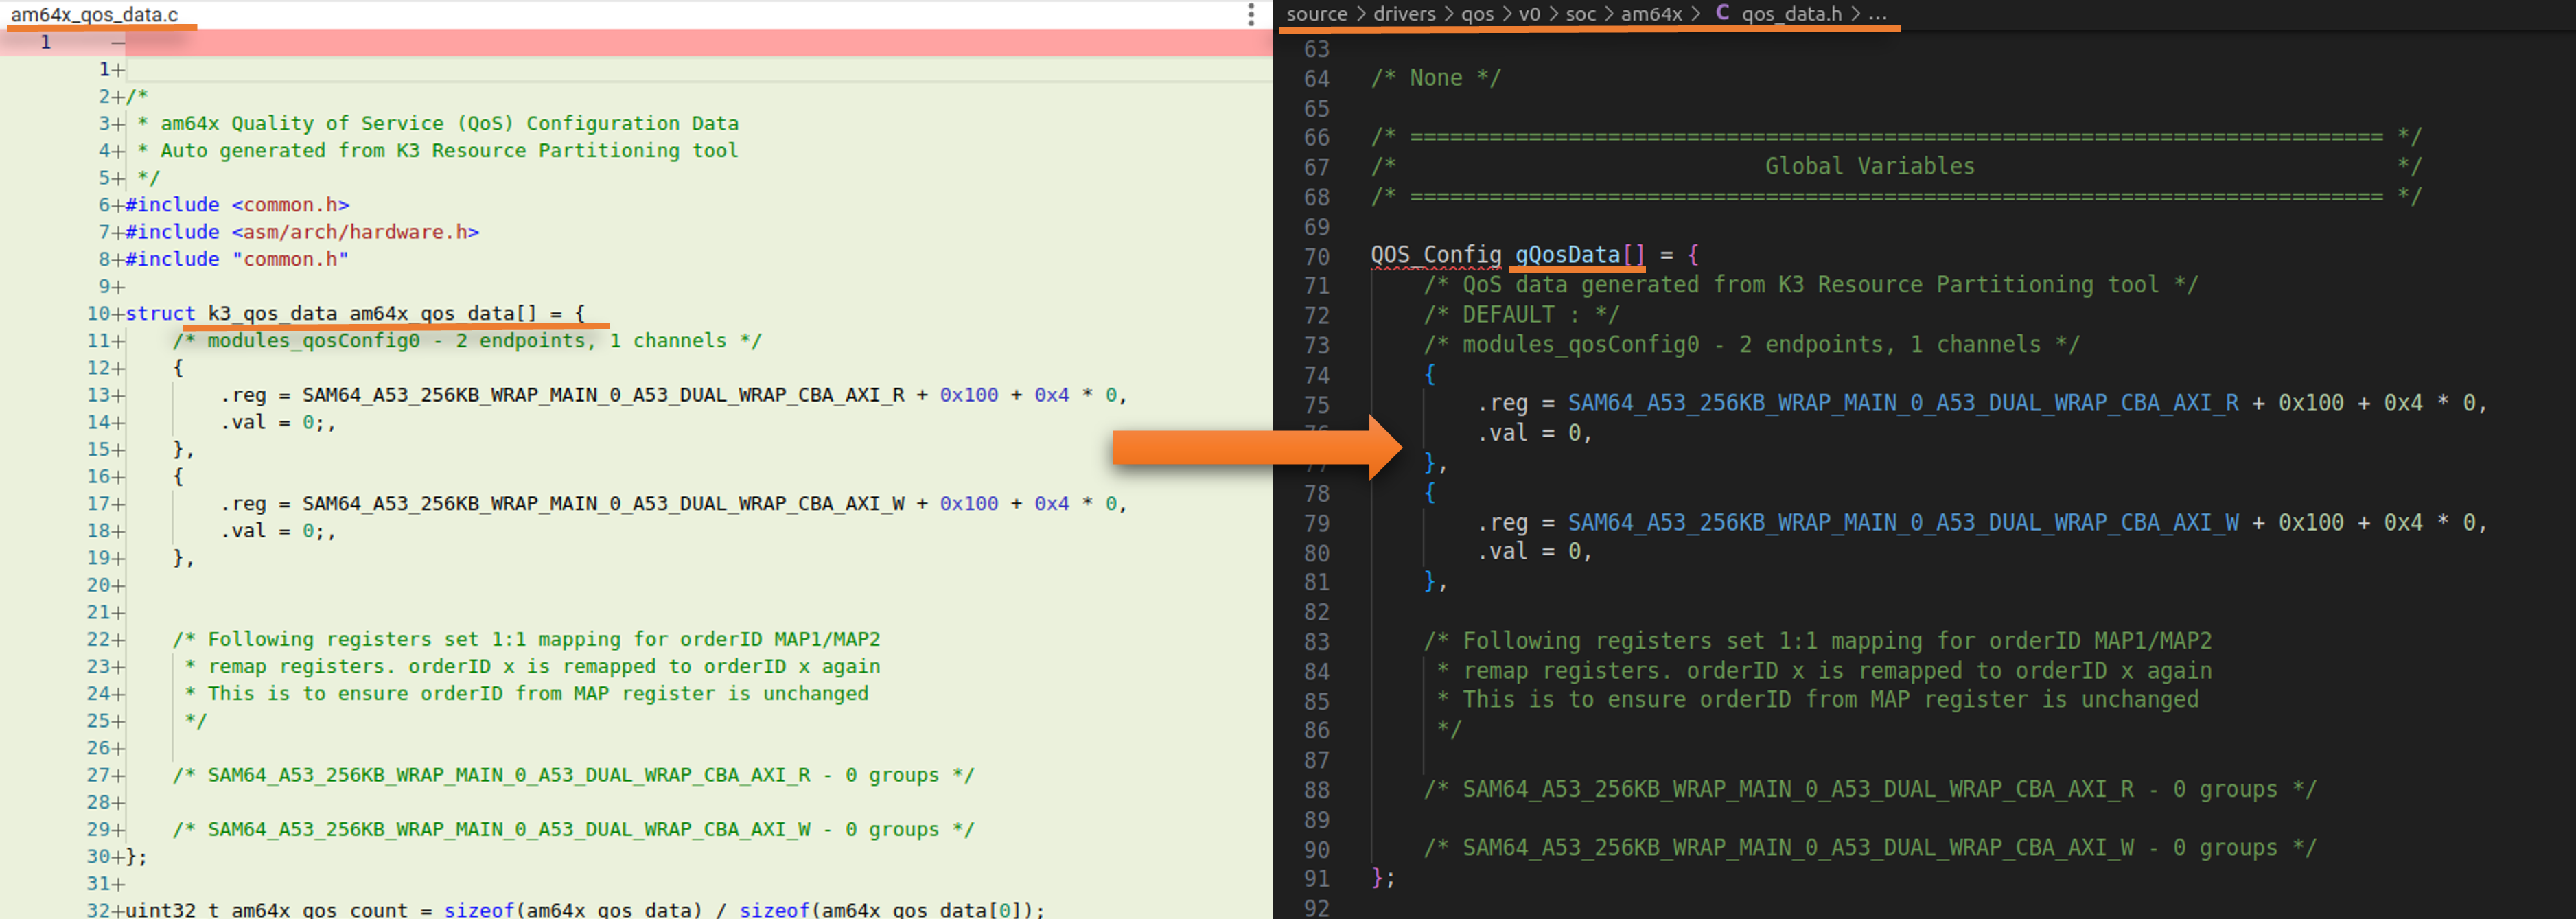 am64x_qos_data.c
1 —
1+
2+/*
3+ * am64x Quality of Service (QoS) Configuration Data
4+ * Auto generated from K3 Resource Partitioning tool
5+ */
6+#include <common.h>
7+#include <asm/arch/hardware.h>
8+#include "common.h"
9+
10+struct k3_qos_data am64x_qos_data[] = {
11+    /* modules_qosConfig0 - 2 endpoints, 1 channels */
12+    {
13+        .reg = SAM64_A53_256KB_WRAP_MAIN_0_A53_DUAL_WRAP_CBA_AXI_R + 0x100 + 0x4 * 0,
14+        .val = 0;,
15+    },
16+    {
17+        .reg = SAM64_A53_256KB_WRAP_MAIN_0_A53_DUAL_WRAP_CBA_AXI_W + 0x100 + 0x4 * 0,
18+        .val = 0;,
19+    },
20+
21+
22+    /* Following registers set 1:1 mapping for orderID MAP1/MAP2
23+     * remap registers. orderID x is remapped to orderID x again
24+     * This is to ensure orderID from MAP register is unchanged
25+     */
26+
27+    /* SAM64_A53_256KB_WRAP_MAIN_0_A53_DUAL_WRAP_CBA_AXI_R - 0 groups */
28+
29+    /* SAM64_A53_256KB_WRAP_MAIN_0_A53_DUAL_WRAP_CBA_AXI_W - 0 groups */
30+};
31+
32+uint32_t am64x_qos_count = sizeof(am64x_qos_data) / sizeof(am64x_qos_data[0]);
source > drivers > qos > v0 > soc > am64x > C qos_data.h > ...
63
64 /* None */
65
66 /* ========================================================================== */
67 /*                            Global Variables                                */
68 /* ========================================================================== */
69
70 QOS_Config gQosData[] = {
71     /* QoS data generated from K3 Resource Partitioning tool */
72     /* DEFAULT : */
73     /* modules_qosConfig0 - 2 endpoints, 1 channels */
74     {
75         .reg = SAM64_A53_256KB_WRAP_MAIN_0_A53_DUAL_WRAP_CBA_AXI_R + 0x100 + 0x4 * 0,
76         .val = 0,
77     },
78     {
79         .reg = SAM64_A53_256KB_WRAP_MAIN_0_A53_DUAL_WRAP_CBA_AXI_W + 0x100 + 0x4 * 0,
80         .val = 0,
81     },
82
83     /* Following registers set 1:1 mapping for orderID MAP1/MAP2
84      * remap registers. orderID x is remapped to orderID x again
85      * This is to ensure orderID from MAP register is unchanged
86      */
87
88     /* SAM64_A53_256KB_WRAP_MAIN_0_A53_DUAL_WRAP_CBA_AXI_R - 0 groups */
89
90     /* SAM64_A53_256KB_WRAP_MAIN_0_A53_DUAL_WRAP_CBA_AXI_W - 0 groups */
91 };
92